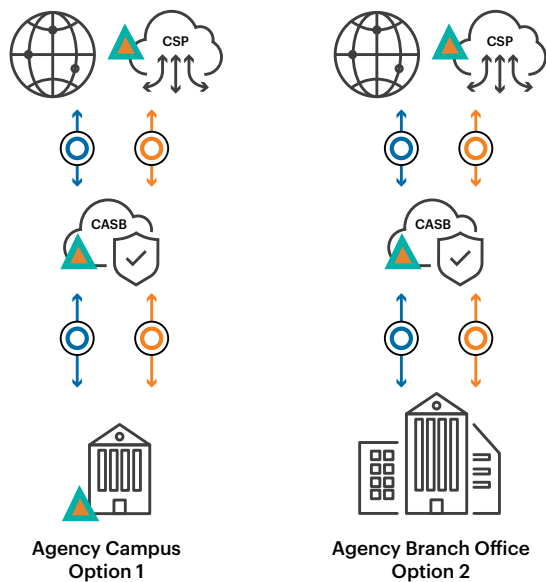 CSP
CSP
CASB
CASB
Agency Campus
Option 1
Agency Branch Office
Option 2